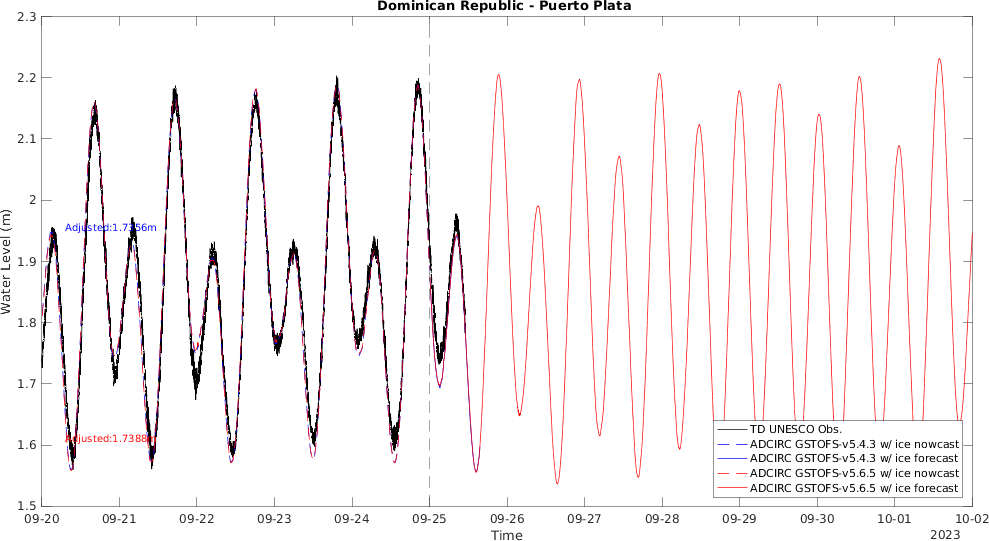 Dominican Republic - Puerto Plata
2.3
2.2
2.1
2
1.9
1.8
1.7
1.6
1.5
Water Level (m)
Adjusted:1.7356m
Adjusted:1.7388m
TD UNESCO Obs.
ADCIRC GSTOFS-v5.4.3 w/ ice nowcast
ADCIRC GSTOFS-v5.4.3 w/ ice forecast
ADCIRC GSTOFS-v5.6.5 w/ ice nowcast
ADCIRC GSTOFS-v5.6.5 w/ ice forecast
09-20 09-21 09-22 09-23 09-24 09-25 09-26 09-27 09-28 09-29 09-30 10-01 10-02
Time
2023